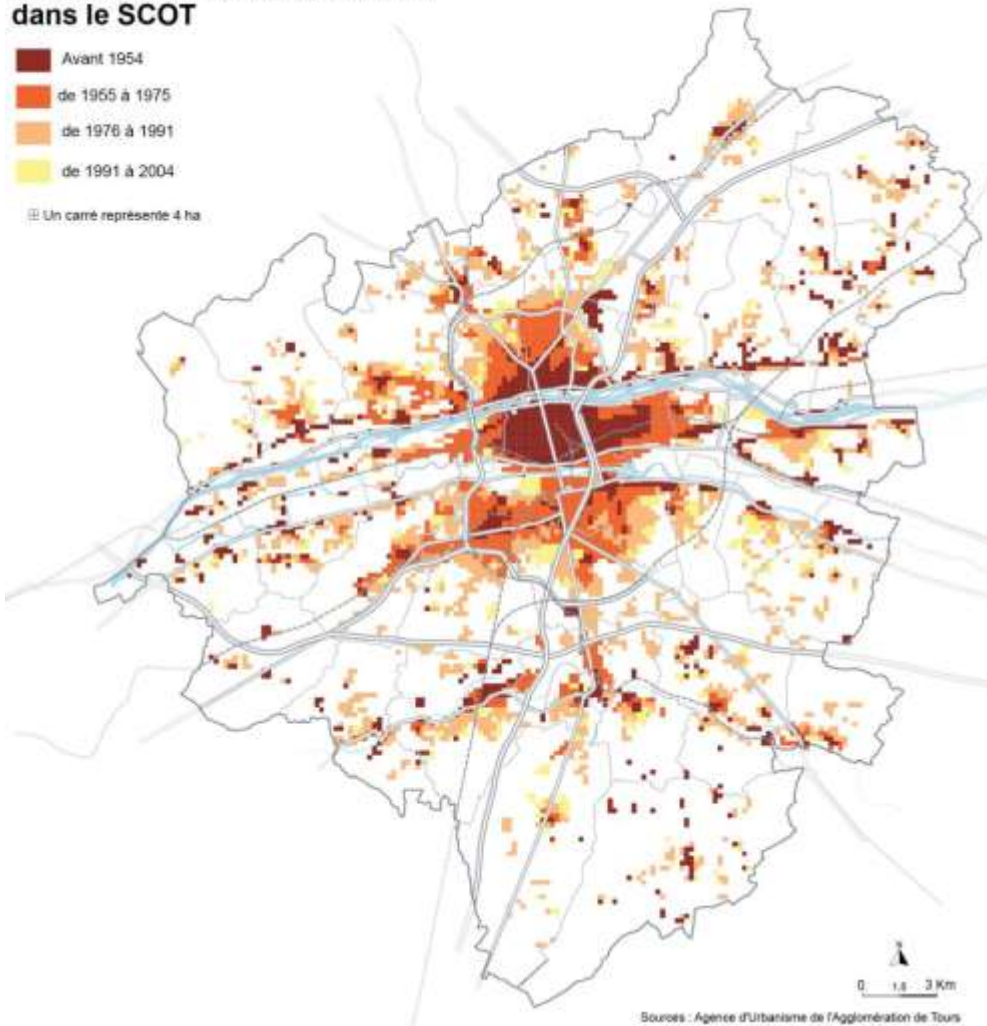 dans le SCOT
Avant 1954
de 1955 à 1975
de 1976 à 1991
de 1991 à 2004
Un carré représente 4 ha
N
0 1,5 3 Km
Sources : Agence d'Urbanisme de l'Agglomération de Tours